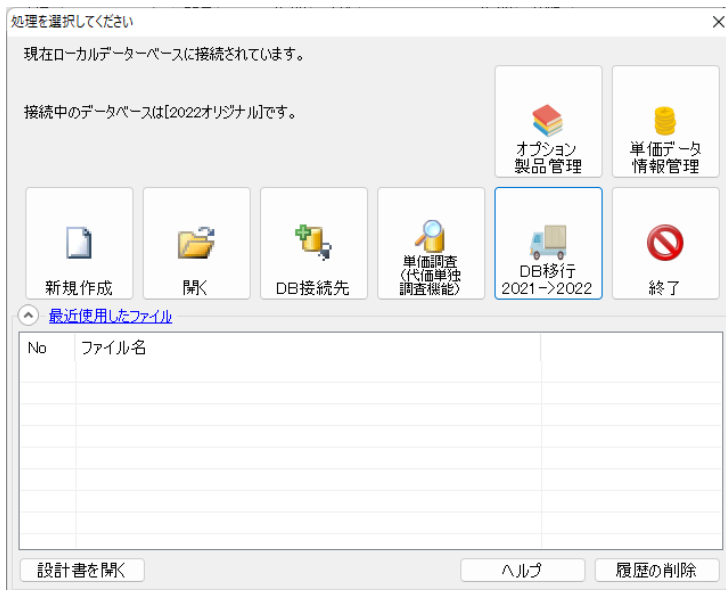 処理を選択してください
現在ローカルデーターベースに接続されています。
接続中のデータベースは[2022オリジナル]です。
オプション
製品管理
単価データ
情報管理
新規作成
開く
DB接続先
単価調査
(代価単独
調査機能)
DB移行
2021->2022
終了
最近使用したファイル
No ファイル名
設計書を開く
ヘルプ
履歴の削除